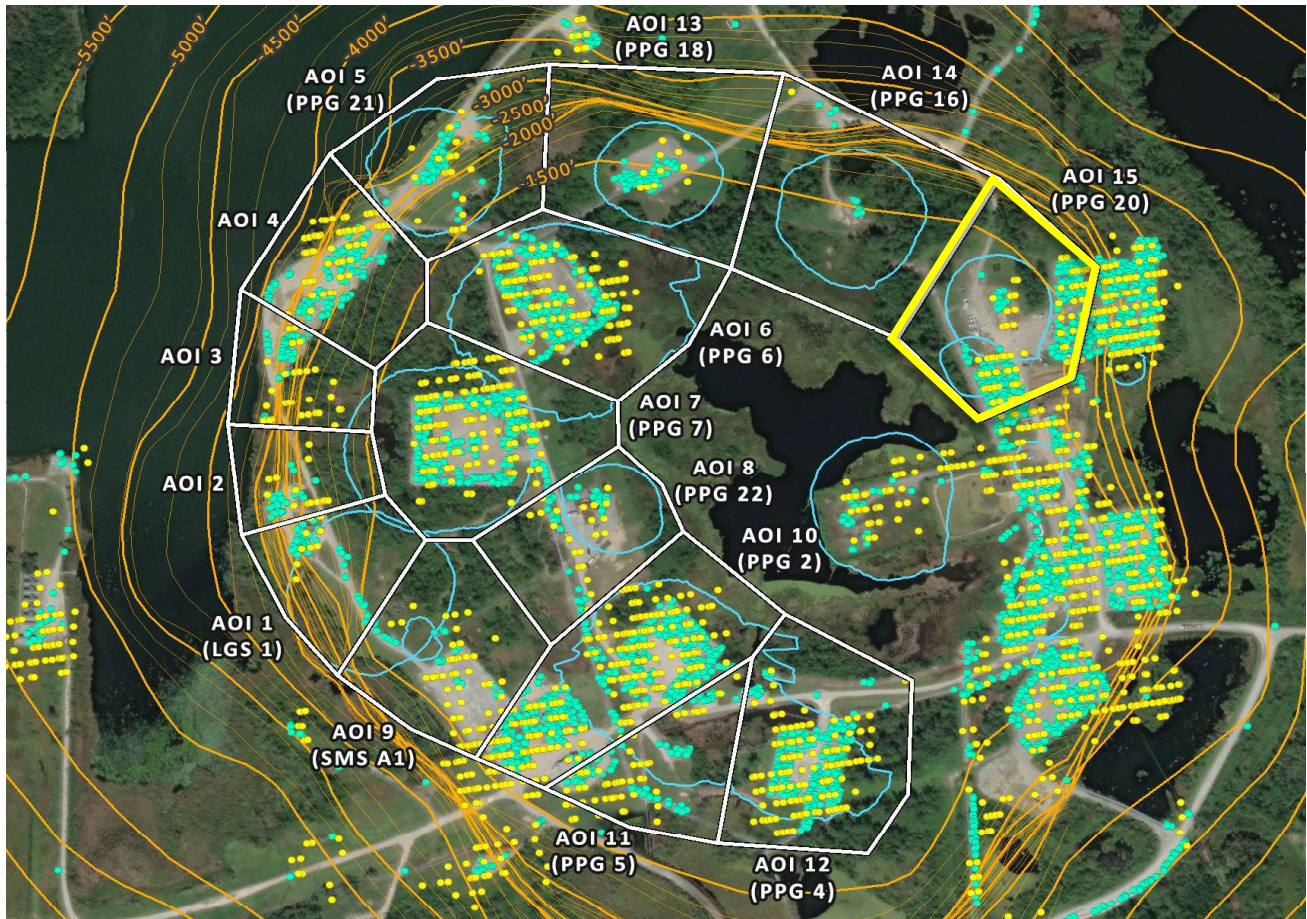 -5500'
-5000'
-4500'
-4000'
-3500'
-3000'
-2500'
-2000'
-1500'
AOI 13
(PPG 18)
AOI 5
(PPG 21)
AOI 14
(PPG 16)
AOI 15
(PPG 20)
AOI 4
AOI 3
AOI 6
(PPG 6)
AOI 7
(PPG 7)
AOI 2
AOI 8
(PPG 22)
AOI 10
(PPG 2)
AOI 1
(LGS 1)
AOI 9
(SMS A1)
AOI 11
(PPG 5)
AOI 12
(PPG 4)